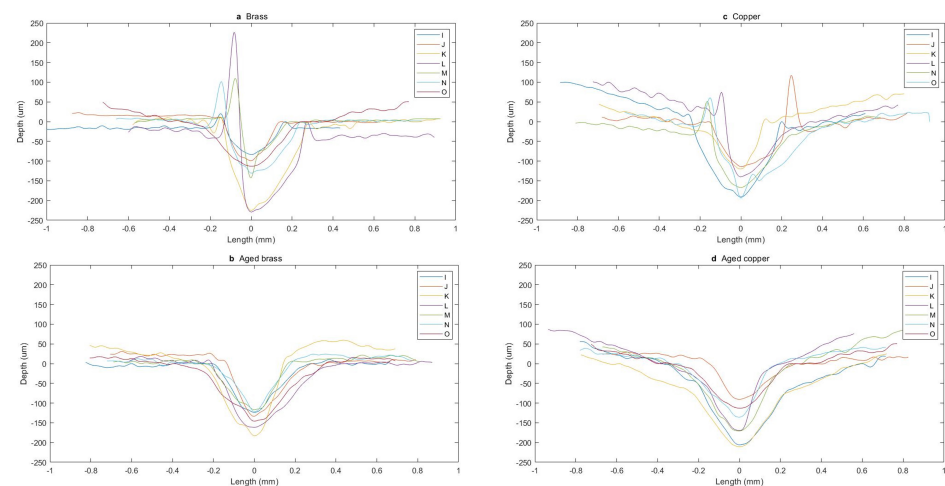 a Brass
250
200
150
100
50
0
-50
-100
-150
-200
-250
Depth (um)
-1 -0.8 -0.6 -0.4 -0.2 0 0.2 0.4 0.6 0.8 1
Length (mm)
I
J
K
L
M
N
O
c Copper
250
200
150
100
50
0
-50
-100
-150
-200
-250
Depth (um)
-1 -0.8 -0.6 -0.4 -0.2 0 0.2 0.4 0.6 0.8 1
Length (mm)
I
J
K
L
N
O
b Aged brass
250
200
150
100
50
0
-50
-100
-150
-200
-250
Depth (um)
-1 -0.8 -0.6 -0.4 -0.2 0 0.2 0.4 0.6 0.8 1
Length (mm)
I
J
K
L
M
N
O
d Aged copper
250
200
150
100
50
0
-50
-100
-150
-200
-250
Depth (um)
-1 -0.8 -0.6 -0.4 -0.2 0 0.2 0.4 0.6 0.8 1
Length (mm)
I
J
K
L
M
N
O